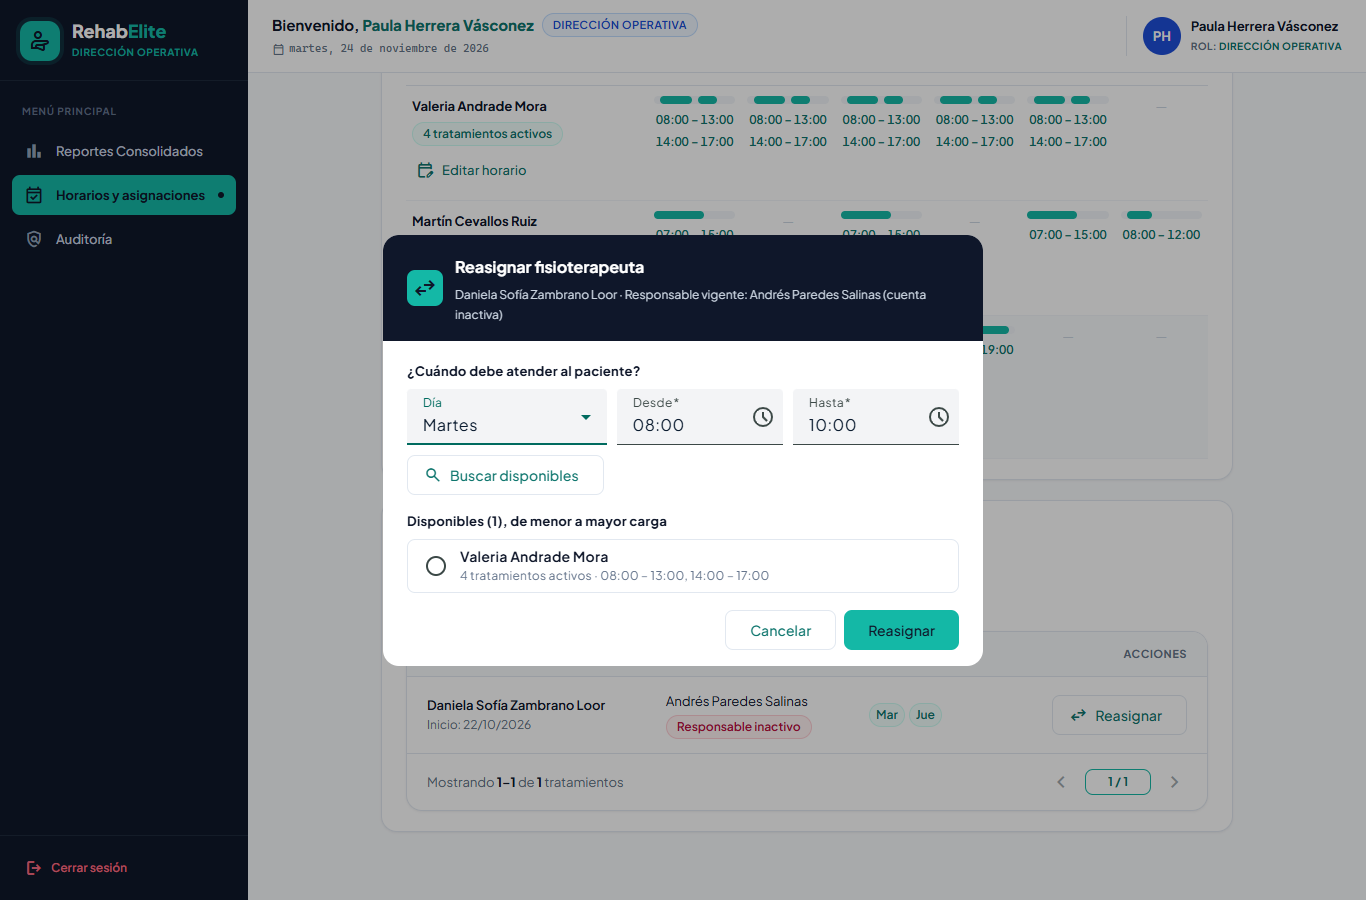 RehabElite
DIRECCIÓN OPERATIVA
MENÚ PRINCIPAL
Reportes Consolidados
Horarios y asignaciones
Auditoría
Cerrar sesión
Bienvenido, Paula Herrera Vásconez DIRECCIÓN OPERATIVA
martes, 24 de noviembre de 2026
PH
Paula Herrera Vásconez
ROL: DIRECCIÓN OPERATIVA
Valeria Andrade Mora
4 tratamientos activos
Editar horario
08:00 – 13:00 08:00 – 13:00 08:00 – 13:00 08:00 – 13:00 08:00 – 13:00 —
14:00 – 17:00 14:00 – 17:00 14:00 – 17:00 14:00 – 17:00 14:00 – 17:00
Martín Cevallos Ruiz
07:00 – 15:00 — 07:00 – 15:00 — 07:00 – 15:00 08:00 – 12:00
19:00 — —
Reasignar fisioterapeuta
Daniela Sofía Zambrano Loor · Responsable vigente: Andrés Paredes Salinas (cuenta
inactiva)
¿Cuándo debe atender al paciente?
Día
Martes
Desde*
08:00
Hasta*
10:00
Buscar disponibles
Disponibles (1), de menor a mayor carga
Valeria Andrade Mora
4 tratamientos activos · 08:00 – 13:00, 14:00 – 17:00
Cancelar
Reasignar
ACCIONES
Daniela Sofía Zambrano Loor
Inicio: 22/10/2026
Andrés Paredes Salinas
Responsable inactivo
Mar Jue
Reasignar
Mostrando 1–1 de 1 tratamientos
1 / 1